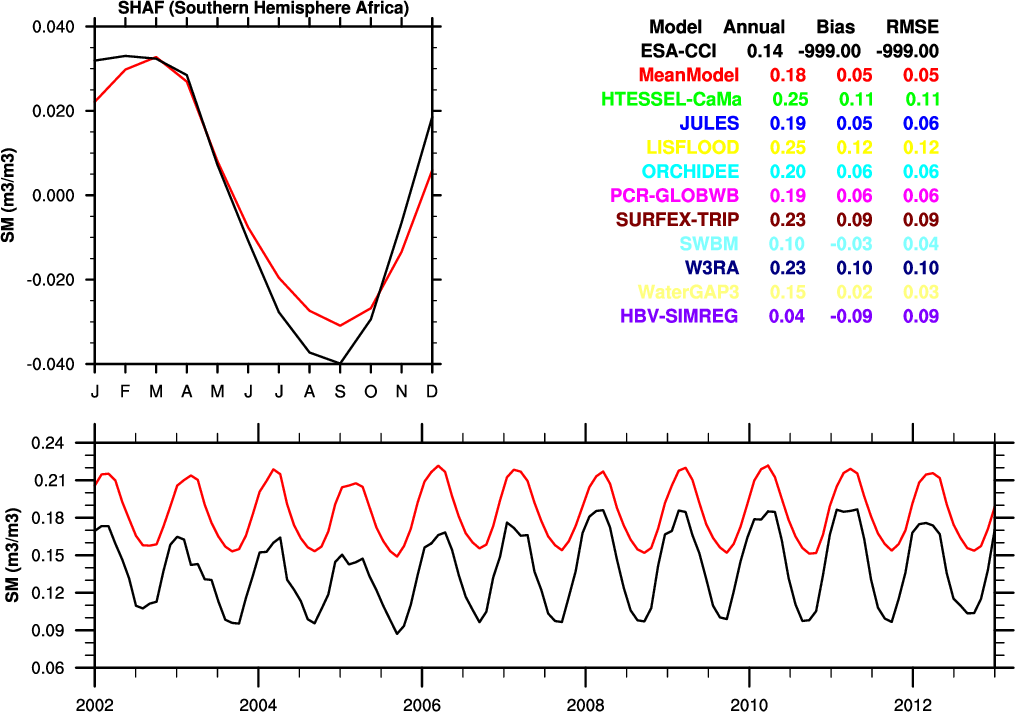 SHAF (Southern Hemisphere Africa)
0.040
0.020
0.000
-0.020
-0.040
SM (m3/m3)
J F M A M J J A S O N D
Model Annual Bias RMSE
ESA-CCI 0.14 -999.00 -999.00
MeanModel 0.18 0.05 0.05
HTESSEL-CaMa 0.25 0.11 0.11
JULES 0.19 0.05 0.06
LISFLOOD 0.25 0.12 0.12
ORCHIDEE 0.20 0.06 0.06
PCR-GLOBWB 0.19 0.06 0.06
SURFEX-TRIP 0.23 0.09 0.09
SWBM 0.10 -0.03 0.04
W3RA 0.23 0.10 0.10
WaterGAP3 0.15 0.02 0.03
HBV-SIMREG 0.04 -0.09 0.09
0.24
0.21
0.18
0.15
0.12
0.09
0.06
SM (m3/m3)
2002 2004 2006 2008 2010 2012